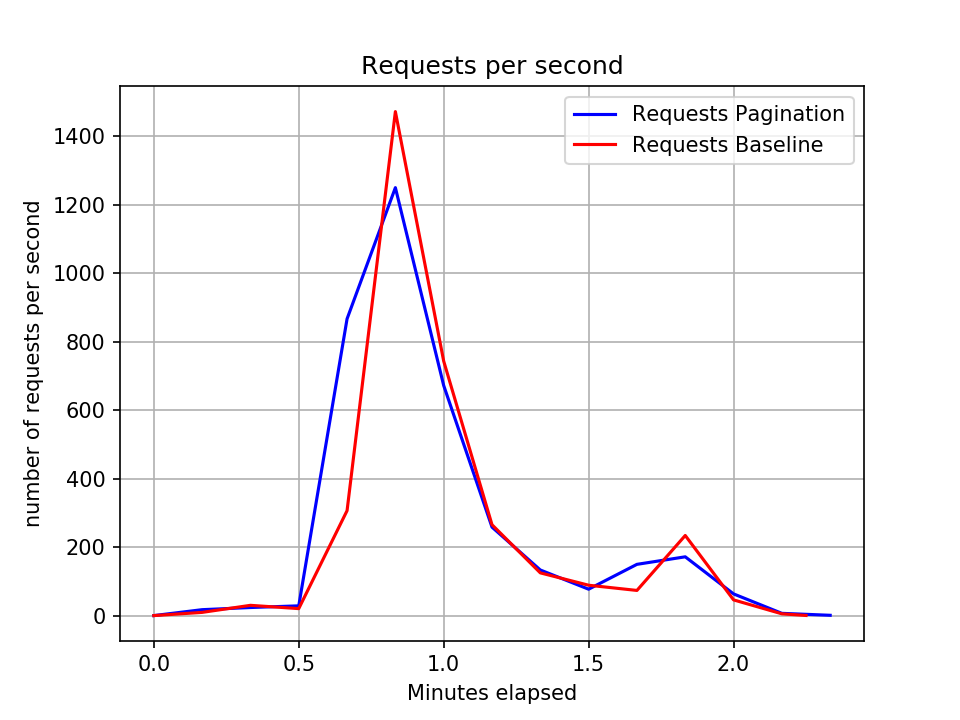 Requests per second
Requests Pagination
Requests Baseline
number of requests per second
1400
1200
1000
800
600
400
200
0
0.0 0.5 1.0 1.5 2.0
Minutes elapsed